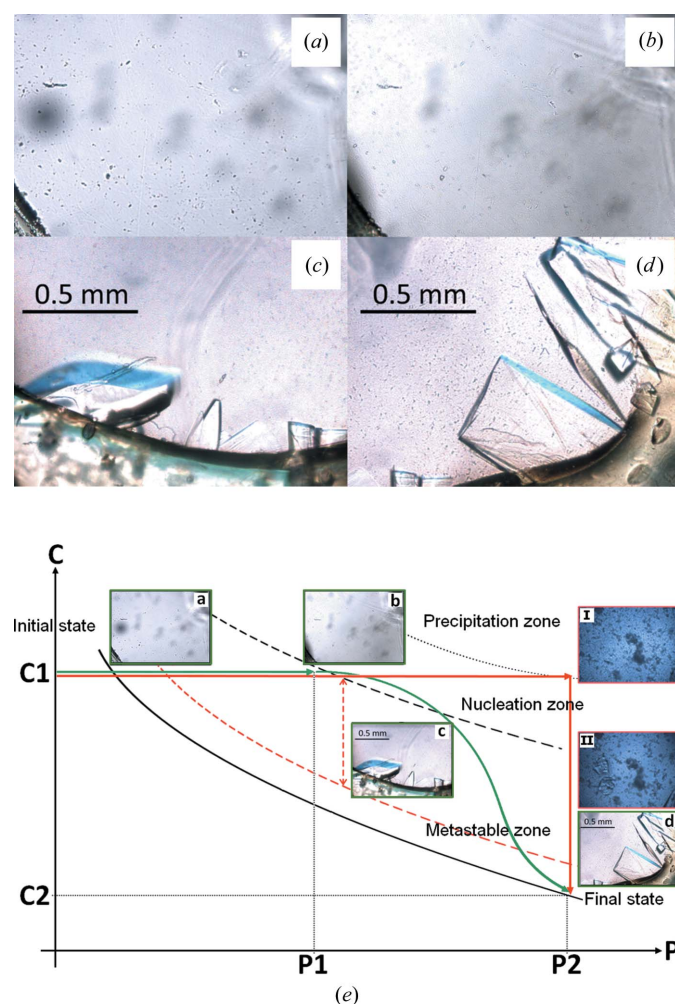 (a)
(b)
(c)
(d)
0.5 mm
0.5 mm
C
Initial state
a
b
Precipitation zone
I
C1
Nucleation zone
0.5 mm
c
II
0.5 mm
d
Metastable zone
C2
Final state
P1
P2
P
(e)